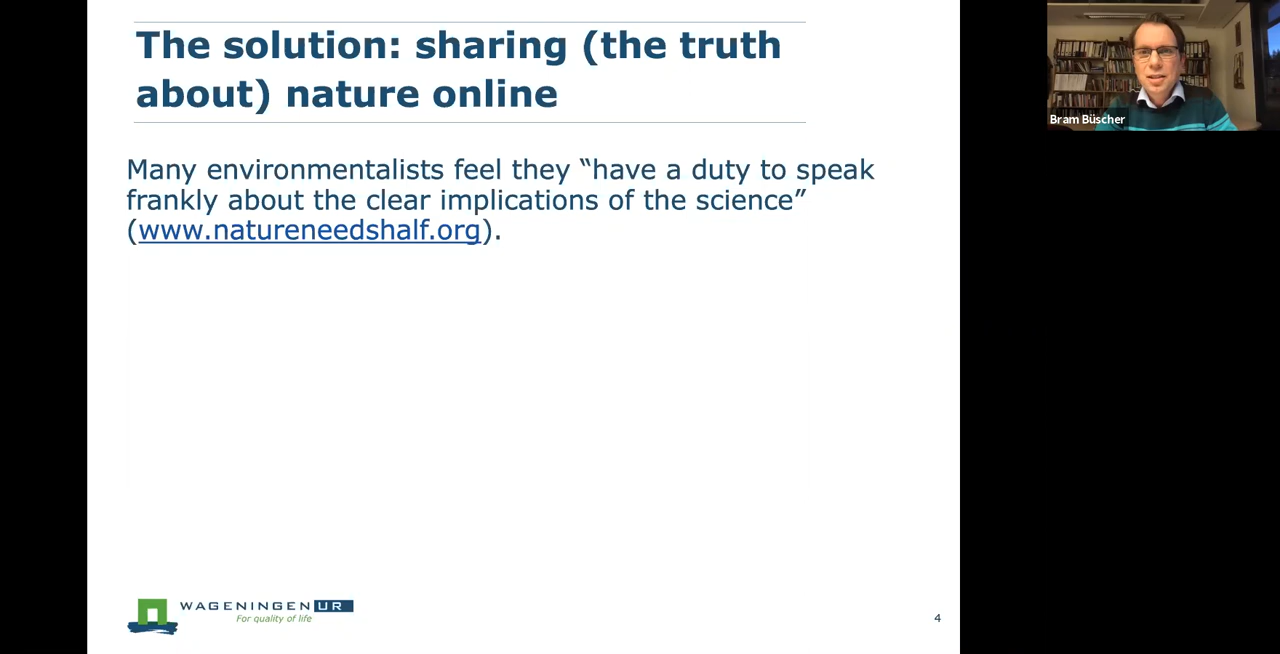 The solution: sharing (the truth
about) nature online
Many environmentalists feel they “have a duty to speak
frankly about the clear implications of the science”
(www.natureneedshalf.org).
Bram Büscher
WAGENINGEN UR
For quality of life
4